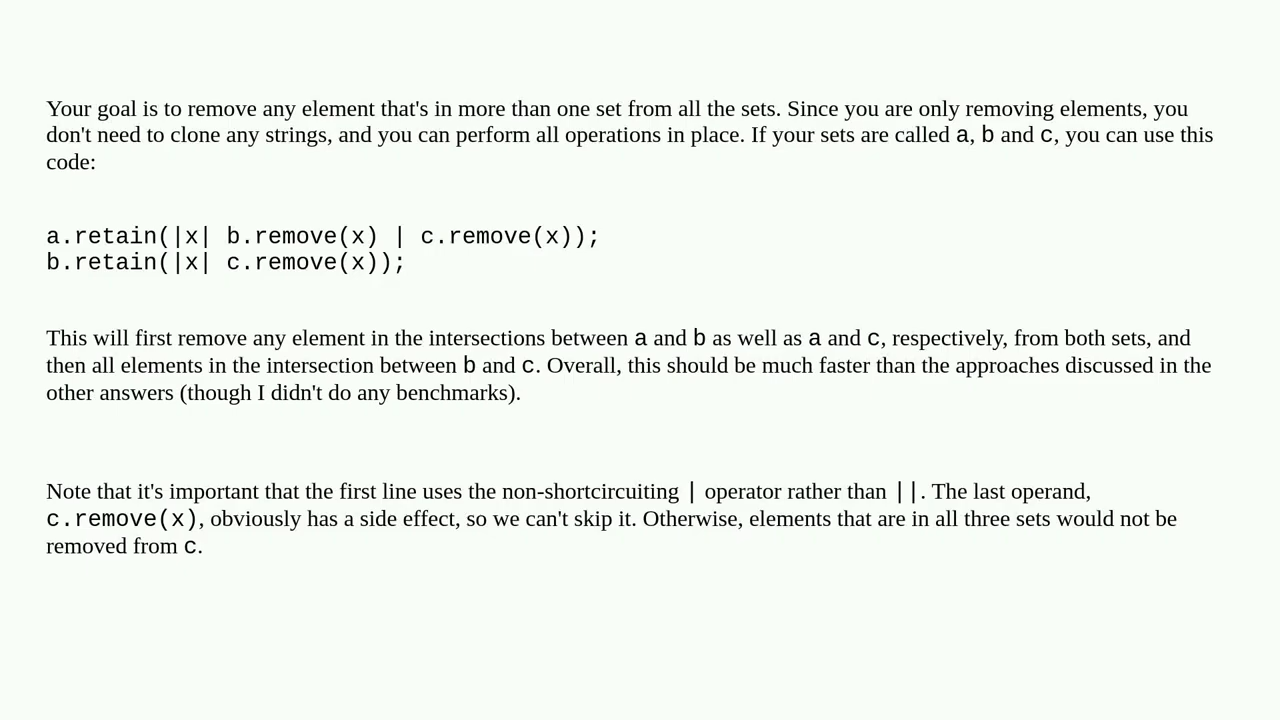 Your goal is to remove any element that's in more than one set from all the sets. Since you are only removing elements, you
don't need to clone any strings, and you can perform all operations in place. If your sets are called a, b and c, you can use this
code:
a.retain(|x| b.remove(x) | c.remove(x));
b.retain(|x| c.remove(x));
This will first remove any element in the intersections between a and b as well as a and c, respectively, from both sets, and
then all elements in the intersection between b and c. Overall, this should be much faster than the approaches discussed in the
other answers (though I didn't do any benchmarks).
Note that it's important that the first line uses the non-shortcircuiting | operator rather than ||. The last operand,
c.remove(x), obviously has a side effect, so we can't skip it. Otherwise, elements that are in all three sets would not be
removed from c.